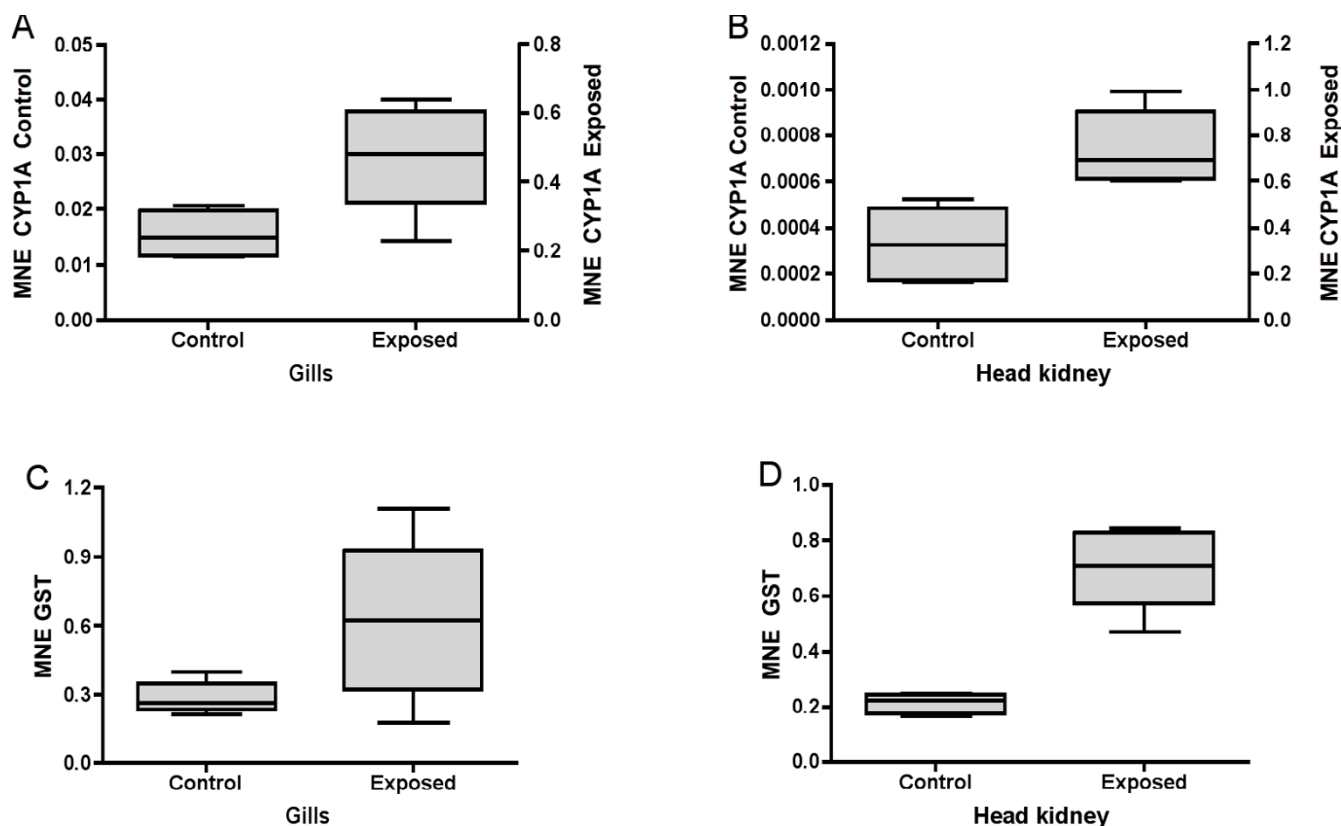 A
MNE CYP1A Control
0.05
0.04
0.03
0.02
0.01
0.00
0.8
0.6
0.4
0.2
0.0
MNE CYP1A Exposed
Control
Exposed
Gills
B
MNE CYP1A Control
0.0012
0.0010
0.0008
0.0006
0.0004
0.0002
0.0000
1.2
1.0
0.8
0.6
0.4
0.2
0.0
MNE CYP1A Exposed
Control
Exposed
Head kidney
C
MNE GST
1.2
0.9
0.6
0.3
0.0
Control
Exposed
Gills
D
MNE GST
1.0
0.8
0.6
0.4
0.2
0.0
Control
Exposed
Head kidney